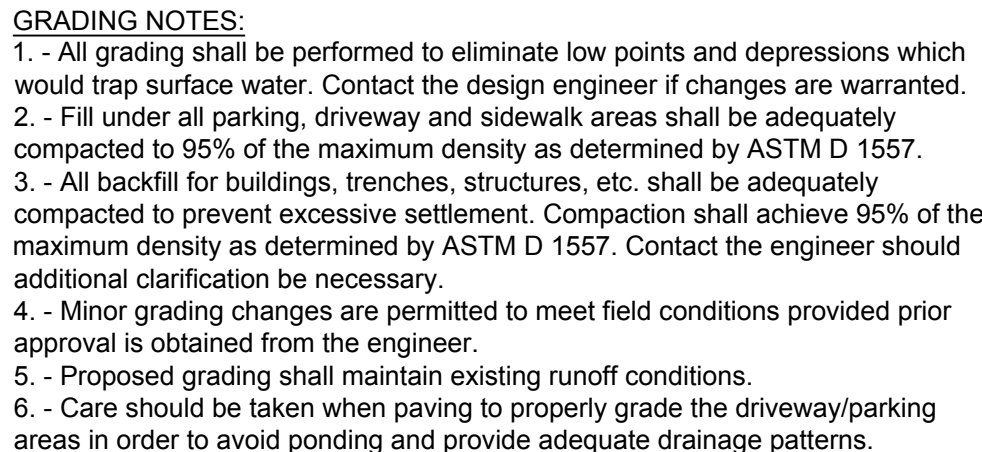 GRADING NOTES:
1. - All grading shall be performed to eliminate low points and depressions which
would trap surface water. Contact the design engineer if changes are warranted.
2. - Fill under all parking, driveway and sidewalk areas shall be adequately
compacted to 95% of the maximum density as determined by ASTM D 1557.
3. - All backfill for buildings, trenches, structures, etc. shall be adequately
compacted to prevent excessive settlement. Compaction shall achieve 95% of the
maximum density as determined by ASTM D 1557. Contact the engineer should
additional clarification be necessary.
4. - Minor grading changes are permitted to meet field conditions provided prior
approval is obtained from the engineer.
5. - Proposed grading shall maintain existing runoff conditions.
6. - Care should be taken when paving to properly grade the driveway/parking
areas in order to avoid ponding and provide adequate drainage patterns.